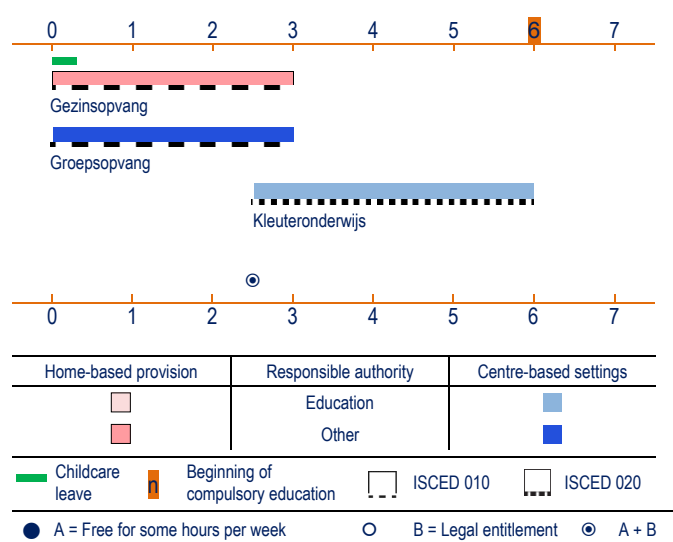 0 1 2 3 4 5 6 7
Gezinsopvang
Groepsopvang
Kleuteronderwijs
0 1 2 3 4 5 6 7
Home-based provision Responsible authority Centre-based settings
Education
Other
Childcare leave n Beginning of compulsory education ISCED 010 ISCED 020
A = Free for some hours per week B = Legal entitlement A + B